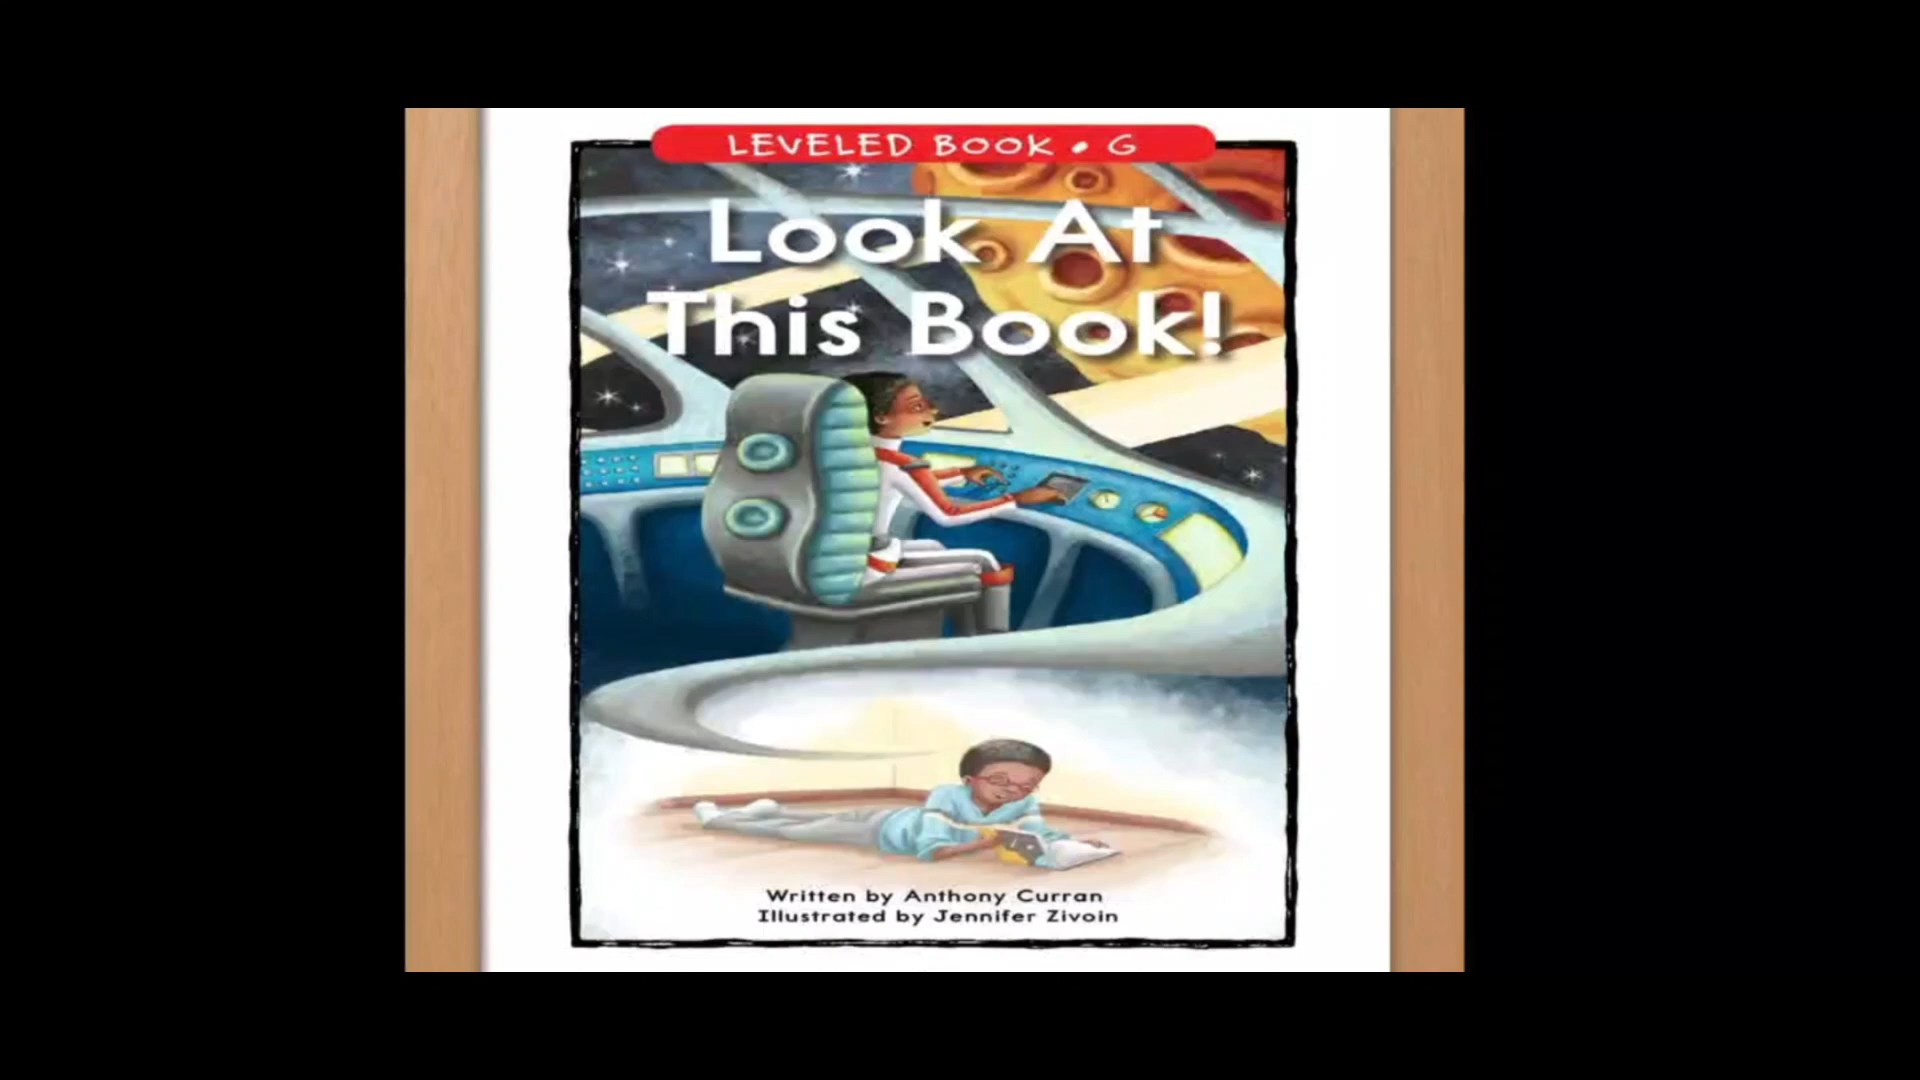 LEVELED BOOK • G
Look At
This Book!
Written by Anthony Curran
Illustrated by Jennifer Zivoin